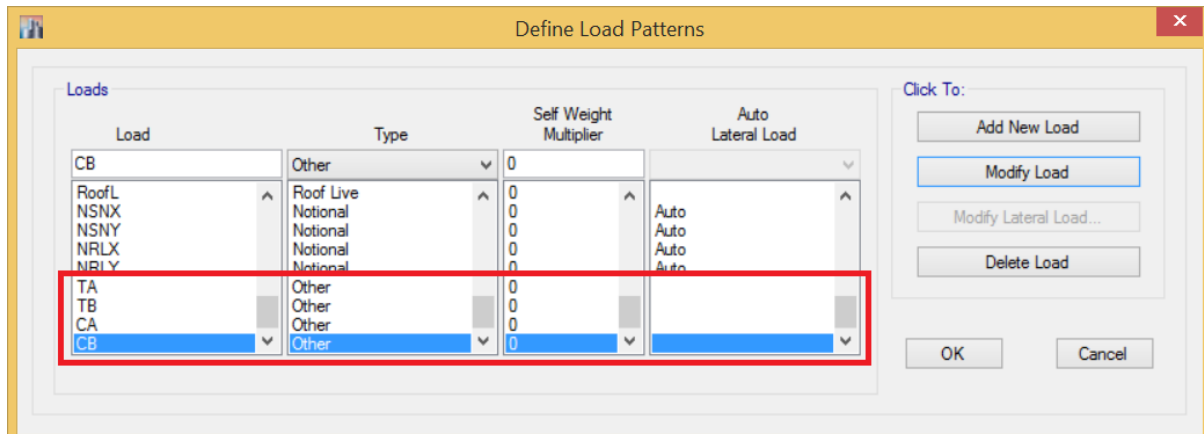 Define Load Patterns
Loads
Click To:
Load Type Self Weight Multiplier Auto Lateral Load
CB Other 0
RoofL Roof Live 0
NSNX Notional 0 Auto
NSNY Notional 0 Auto
NRLX Notional 0 Auto
NRLY Notional 0 Auto
TA Other 0
TB Other 0
CA Other 0
CB Other 0
Add New Load
Modify Load
Modify Lateral Load...
Delete Load
OK Cancel